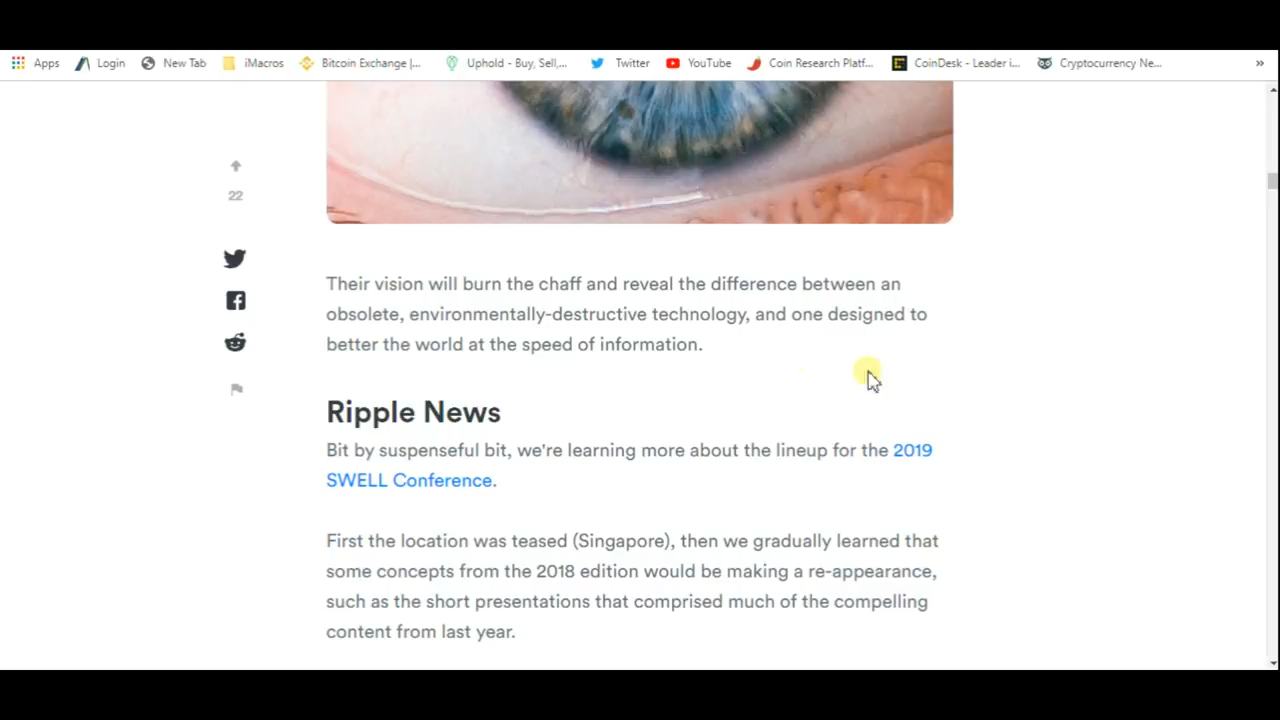 Apps Login New Tab iMacros Bitcoin Exchange |... Uphold - Buy, Sell,... Twitter YouTube Coin Research Platf... CoinDesk - Leader i... Cryptocurrency Ne... »
22
Their vision will burn the chaff and reveal the difference between an
obsolete, environmentally-destructive technology, and one designed to
better the world at the speed of information.
Ripple News
Bit by suspenseful bit, we're learning more about the lineup for the 2019
SWELL Conference.
First the location was teased (Singapore), then we gradually learned that
some concepts from the 2018 edition would be making a re-appearance,
such as the short presentations that comprised much of the compelling
content from last year.